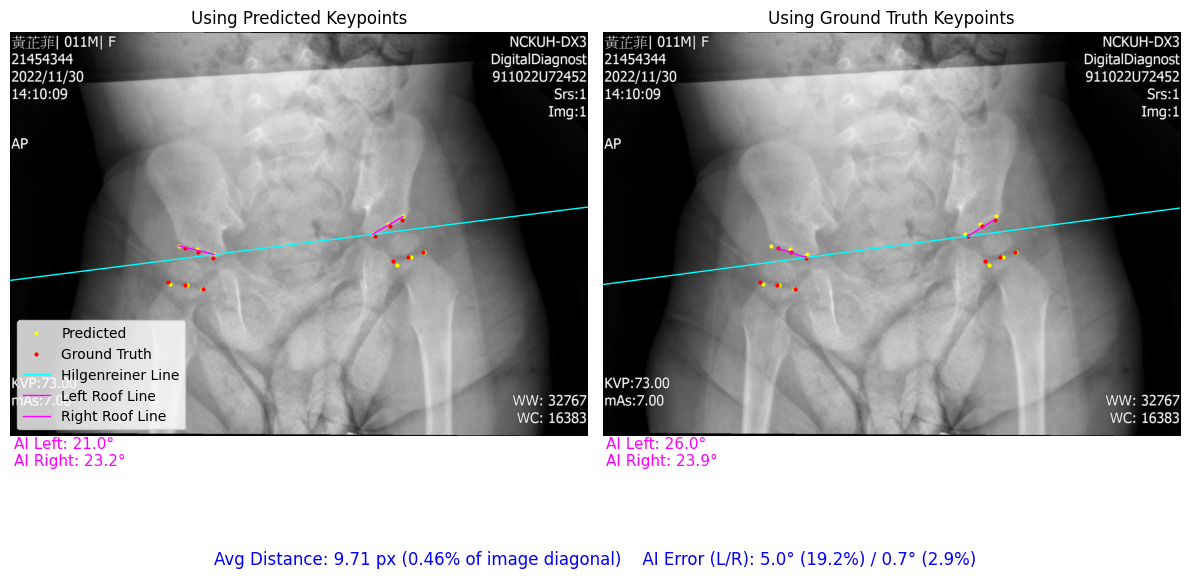 Using Predicted Keypoints
黃芷菲| 011M| F
21454344
2022/11/30
14:10:09
AP
NCKUH-DX3
DigitalDiagnost
911022U72452
Srs:1
Img:1
Predicted
Ground Truth
Hilgenreiner Line
Left Roof Line
Right Roof Line
KVP:73.00
mAs:7.00
WW: 32767
WC: 16383
AI Left: 21.0°
AI Right: 23.2°
Using Ground Truth Keypoints
黃芷菲| 011M| F
21454344
2022/11/30
14:10:09
AP
NCKUH-DX3
DigitalDiagnost
911022U72452
Srs:1
Img:1
KVP:73.00
mAs:7.00
WW: 32767
WC: 16383
AI Left: 26.0°
AI Right: 23.9°
Avg Distance: 9.71 px (0.46% of image diagonal) AI Error (L/R): 5.0° (19.2%) / 0.7° (2.9%)